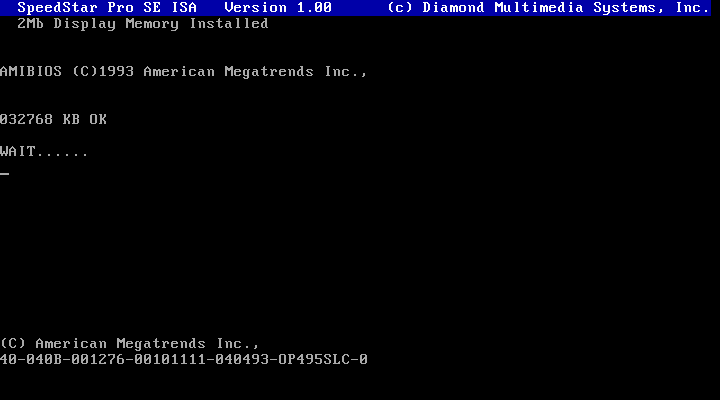 SpeedStar Pro SE ISA   Version 1.00      (c) Diamond Multimedia Systems, Inc.
2Mb Display Memory Installed
AMIBIOS (C)1993 American Megatrends Inc.,
032768 KB OK
WAIT......
(C) American Megatrends Inc.,
40-040B-001276-00101111-040493-OP495SLC-0